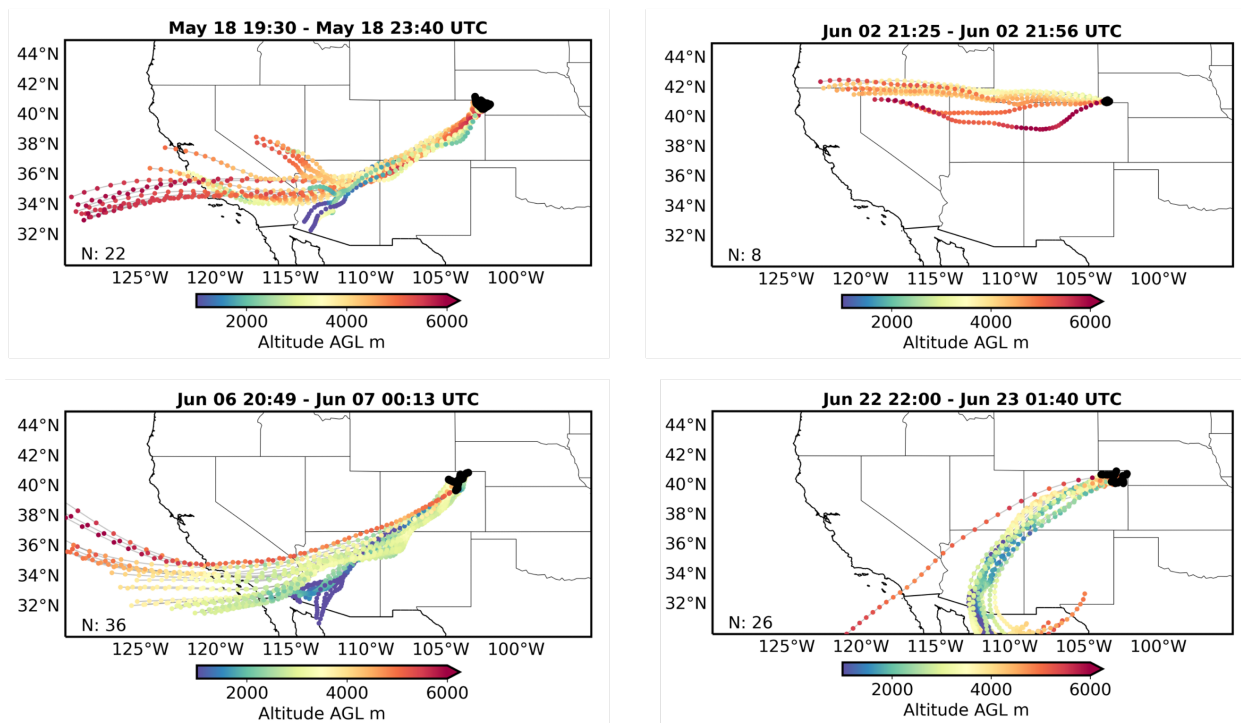 May 18 19:30 - May 18 23:40 UTC
44°N
42°N
40°N
38°N
36°N
34°N
32°N
N: 22
125°W 120°W 115°W 110°W 105°W 100°W
2000 4000 6000
Altitude AGL m
Jun 02 21:25 - Jun 02 21:56 UTC
44°N
42°N
40°N
38°N
36°N
34°N
32°N
N: 8
125°W 120°W 115°W 110°W 105°W 100°W
2000 4000 6000
Altitude AGL m
Jun 06 20:49 - Jun 07 00:13 UTC
44°N
42°N
40°N
38°N
36°N
34°N
32°N
N: 36
125°W 120°W 115°W 110°W 105°W 100°W
2000 4000 6000
Altitude AGL m
Jun 22 22:00 - Jun 23 01:40 UTC
44°N
42°N
40°N
38°N
36°N
34°N
32°N
N: 26
125°W 120°W 115°W 110°W 105°W 100°W
2000 4000 6000
Altitude AGL m